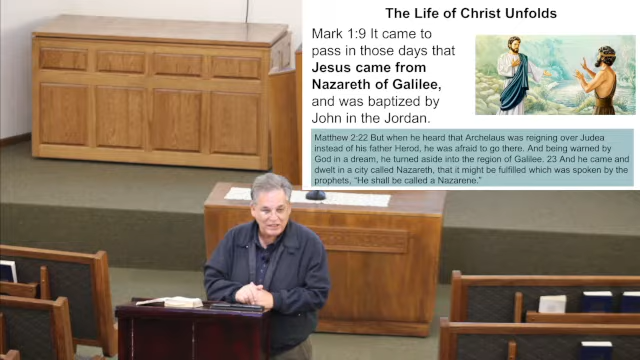 The Life of Christ Unfolds
Mark 1:9 It came to
pass in those days that
Jesus came from
Nazareth of Galilee,
and was baptized by
John in the Jordan.
Matthew 2:22 But when he heard that Archelaus was reigning over Judea
instead of his father Herod, he was afraid to go there. And being warned by
God in a dream, he turned aside into the region of Galilee. 23 And he came and
dwelt in a city called Nazareth, that it might be fulfilled which was spoken by the
prophets, "He shall be called a Nazarene."